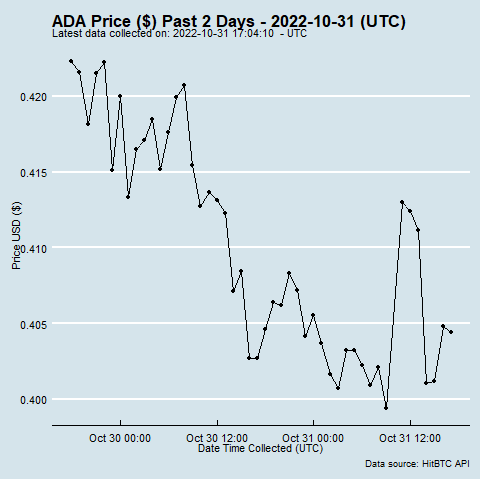 ADA Price ($) Past 2 Days - 2022-10-31 (UTC)
Latest data collected on: 2022-10-31 17:04:10 - UTC
Price USD ($)
0.420
0.415
0.410
0.405
0.400
Oct 30 00:00 Oct 30 12:00 Oct 31 00:00 Oct 31 12:00
Date Time Collected (UTC)
Data source: HitBTC API